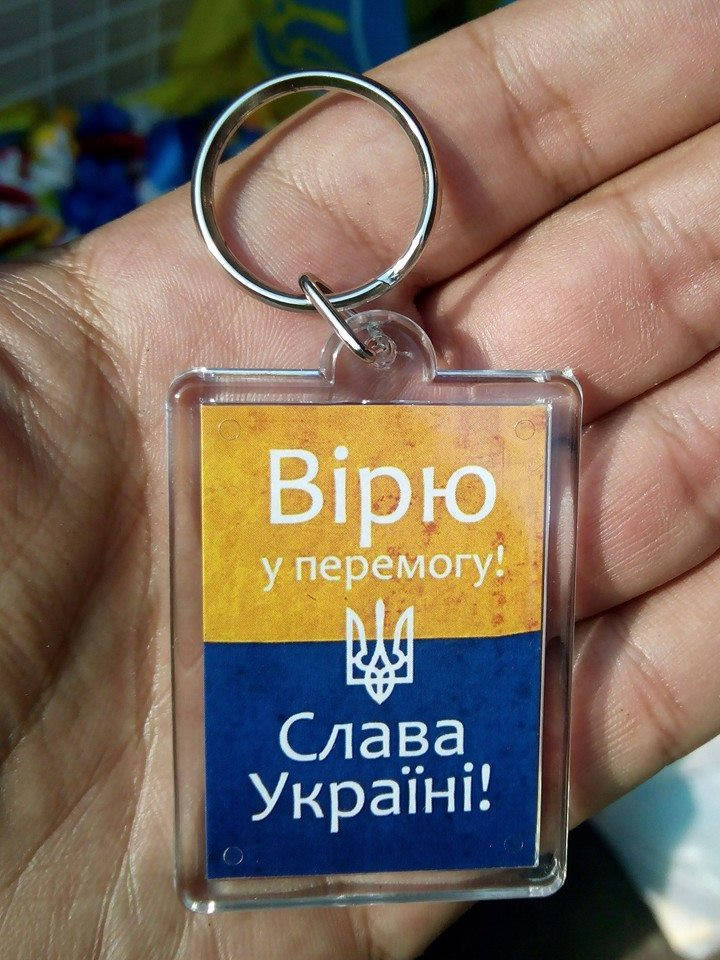 Вірю
у перемогу!
Слава
Україні!